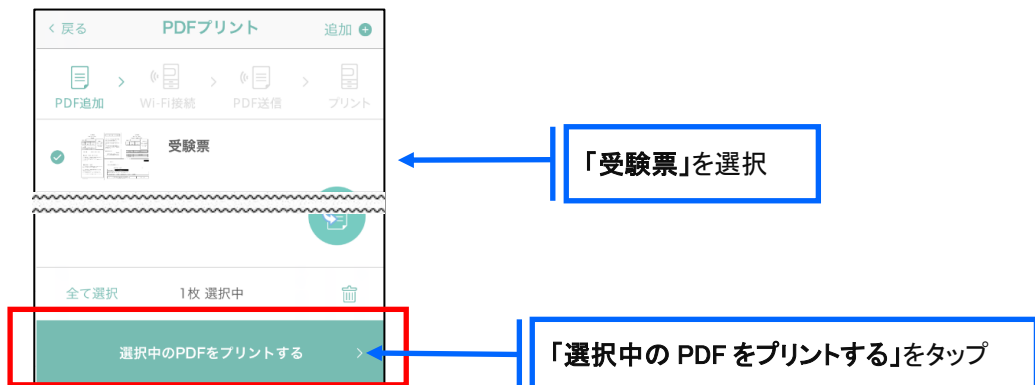 < 戻る PDFプリント 追加
PDF追加 Wi-Fi接続 PDF送信 プリント
受験票
「受験票」を選択
全て選択 1枚 選択中
選択中のPDFをプリントする
「選択中の PDF をプリントする」をタップ